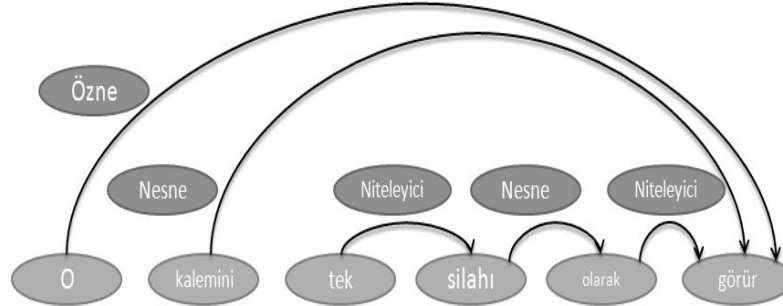 Özne
Nesne Niteleyici Nesne Niteleyici
O kalemini tek silahı olarak görür